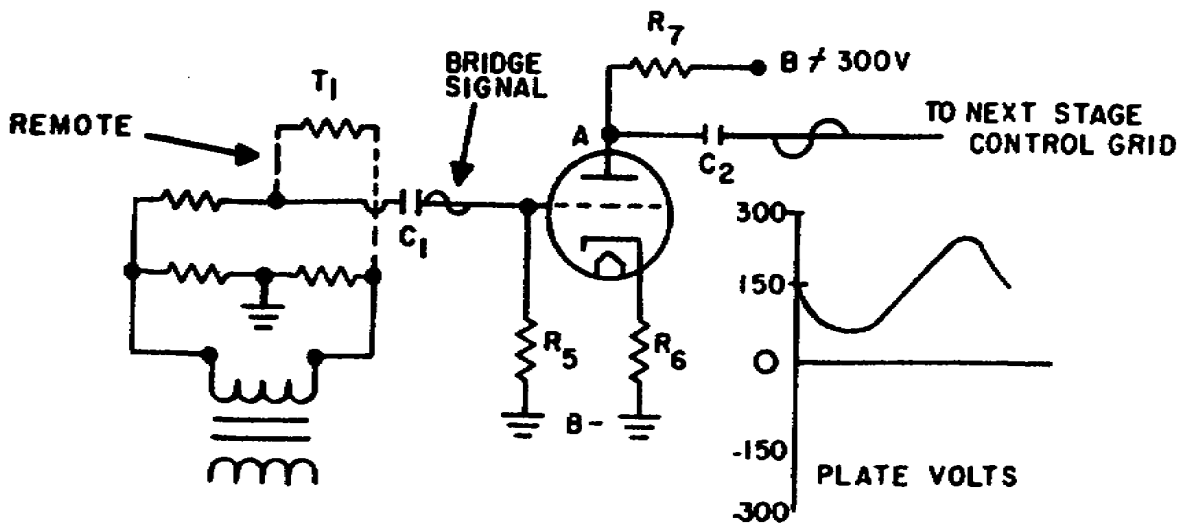 R7
B ≠ 300V
BRIDGE
SIGNAL
T1
REMOTE
A
C2
TO NEXT STAGE
CONTROL GRID
C1
R5
R6
B-
300
150
0
-150
-300
PLATE VOLTS